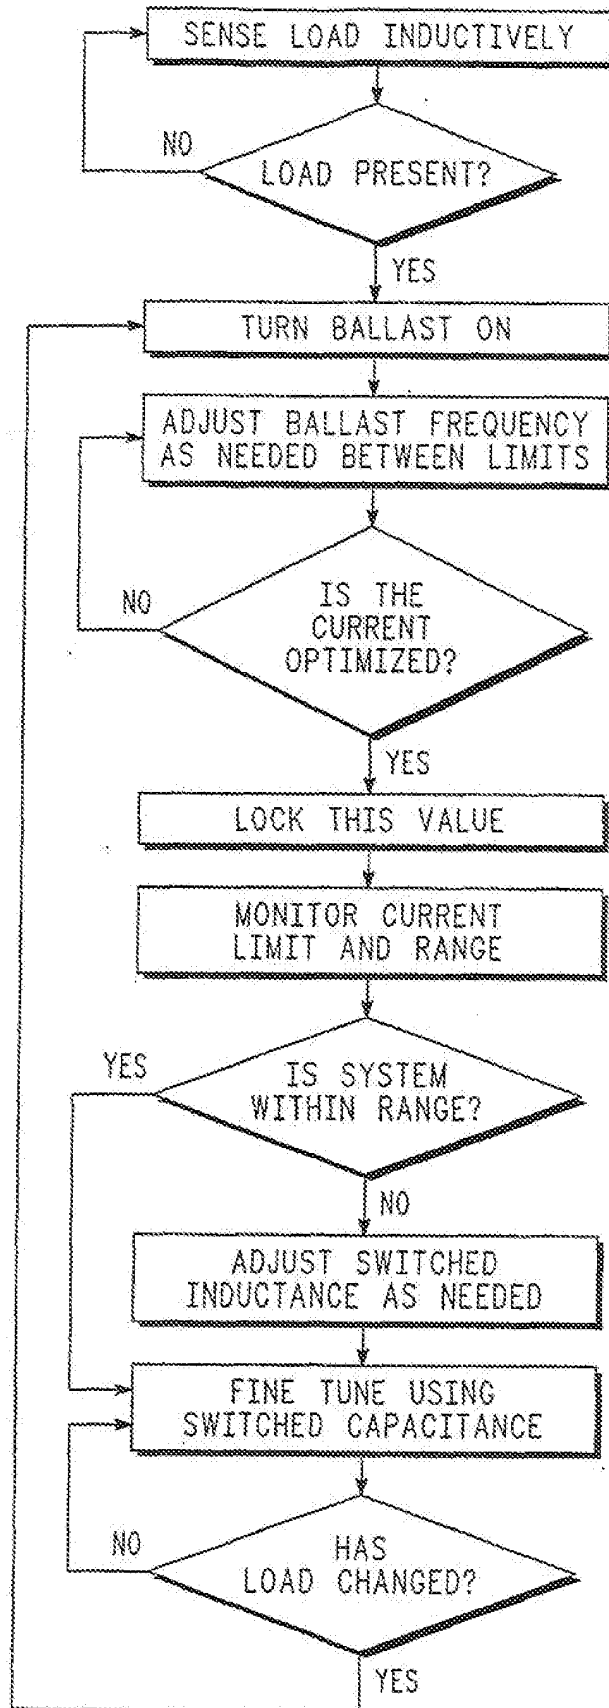 SENSE LOAD INDUCTIVELY
NO
LOAD PRESENT?
YES
TURN BALLAST ON
ADJUST BALLAST FREQUENCY
AS NEEDED BETWEEN LIMITS
NO
IS THE
CURRENT
OPTIMIZED?
YES
LOCK THIS VALUE
MONITOR CURRENT
LIMIT AND RANGE
YES
IS SYSTEM
WITHIN RANGE?
NO
ADJUST SWITCHED
INDUCTANCE AS NEEDED
FINE TUNE USING
SWITCHED CAPACITANCE
NO
HAS
LOAD CHANGED?
YES